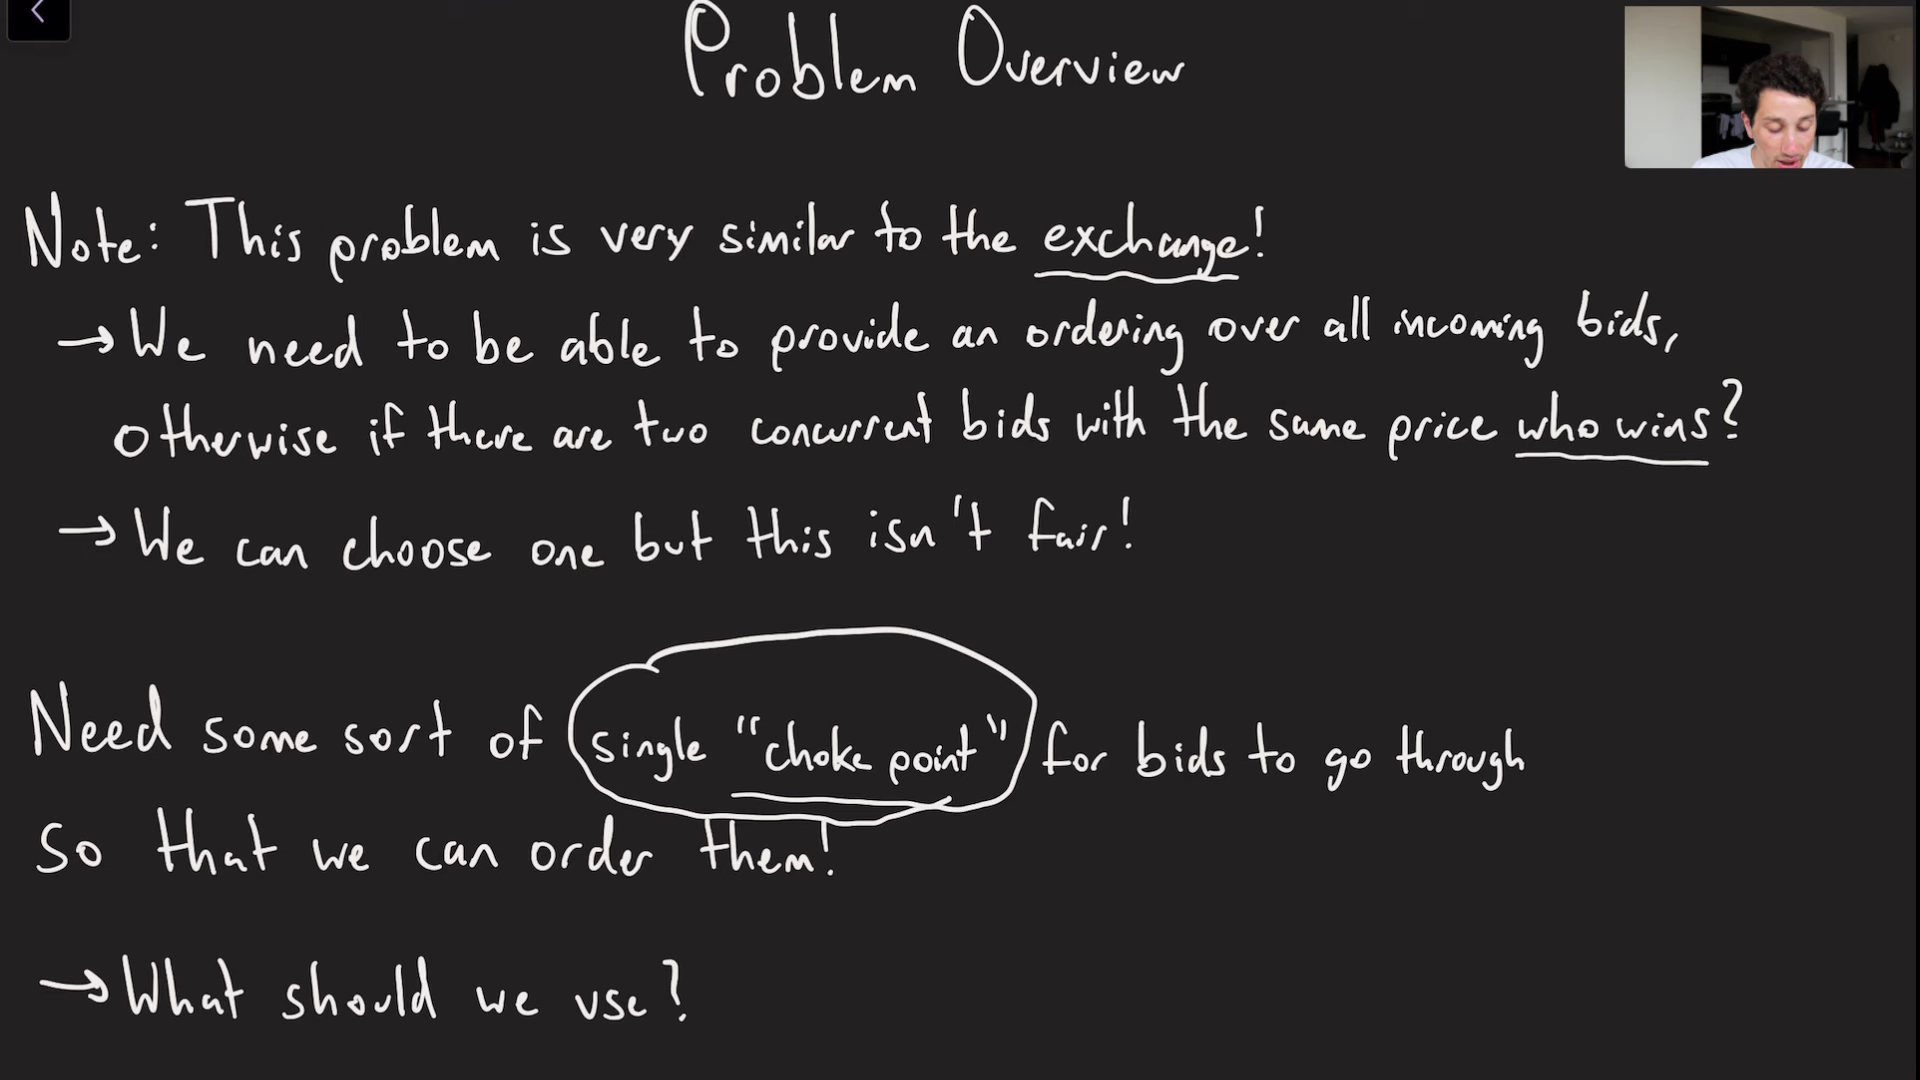 Problem Overview
Note: This problem is very similar to the exchange!
→ We need to be able to provide an ordering over all incoming bids,
otherwise if there are two concurrent bids with the same price who wins?
→ We can choose one but this isn't fair!
Need some sort of single "choke point" for bids to go through
so that we can order them!
→ What should we use?